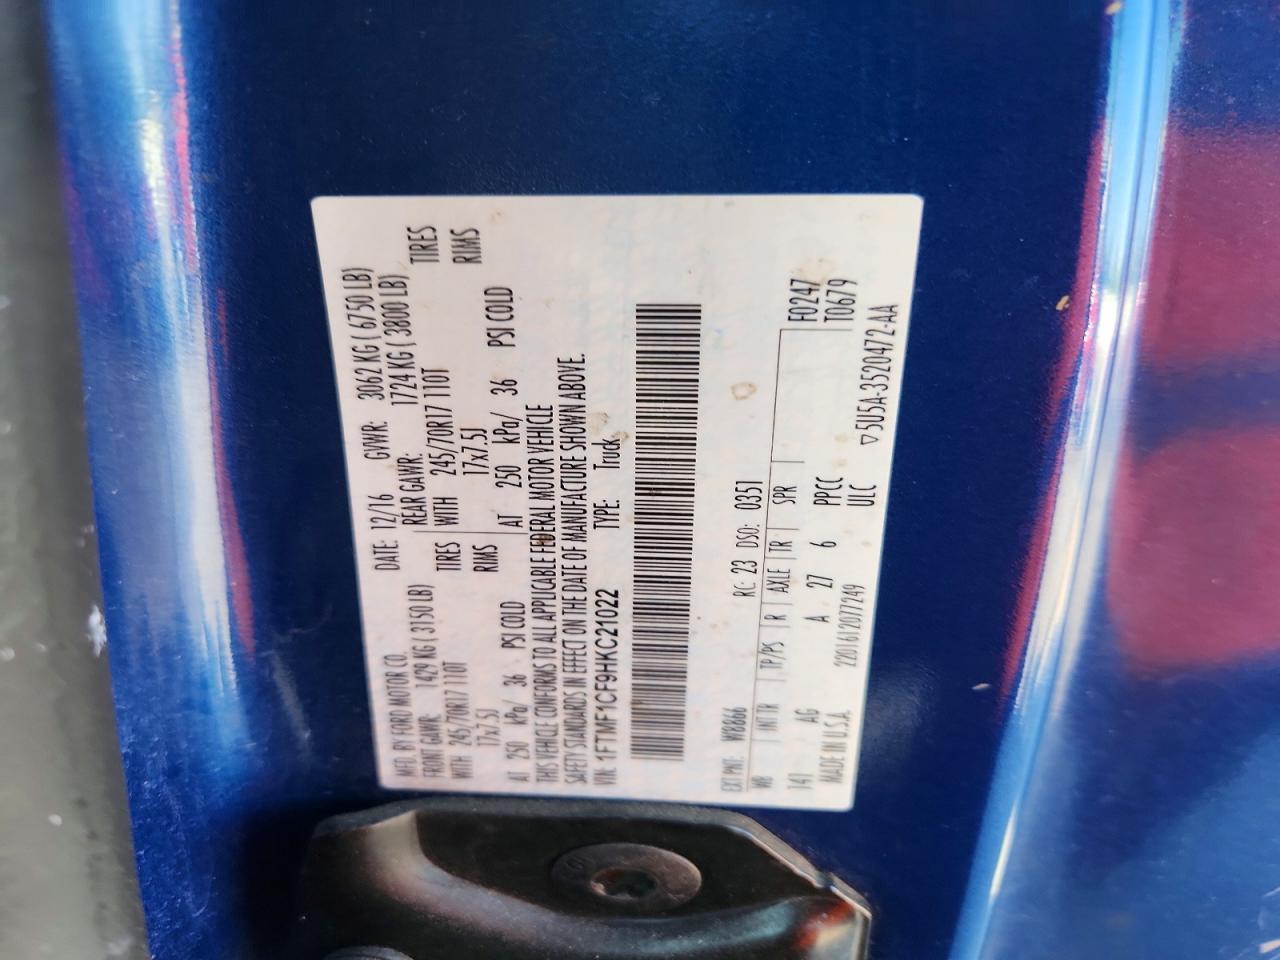 MFD. BY FORD MOTOR CO.
DATE: 12/16 GVWR: 3062 KG ( 6750 LB)
FRONT GAWR: 1429 KG ( 3150 LB) REAR GAWR: 1724 KG ( 3800 LB)
WITH 245/70R17 110T TIRES WITH 245/70R17 110T TIRES
17x7.5J RIMS 17x7.5J RIMS
AT 250 kPa/ 36 PSI COLD AT 250 kPa/ 36 PSI COLD
THIS VEHICLE CONFORMS TO ALL APPLICABLE FEDERAL MOTOR VEHICLE
SAFETY STANDARDS IN EFFECT ON THE DATE OF MANUFACTURE SHOWN ABOVE.
VIN: 1FTMF1CF9HKC21022 TYPE: Truck
EXT PNT: W8866 RC: 23 DSO: 0351
WB INT TR TP/PS R AXLE TR SPR F0247
141 AG A 27 6 PPCC T0679
MADE IN U.S.A. 2201612077249 ULC ▽5U5A-3520472-AA